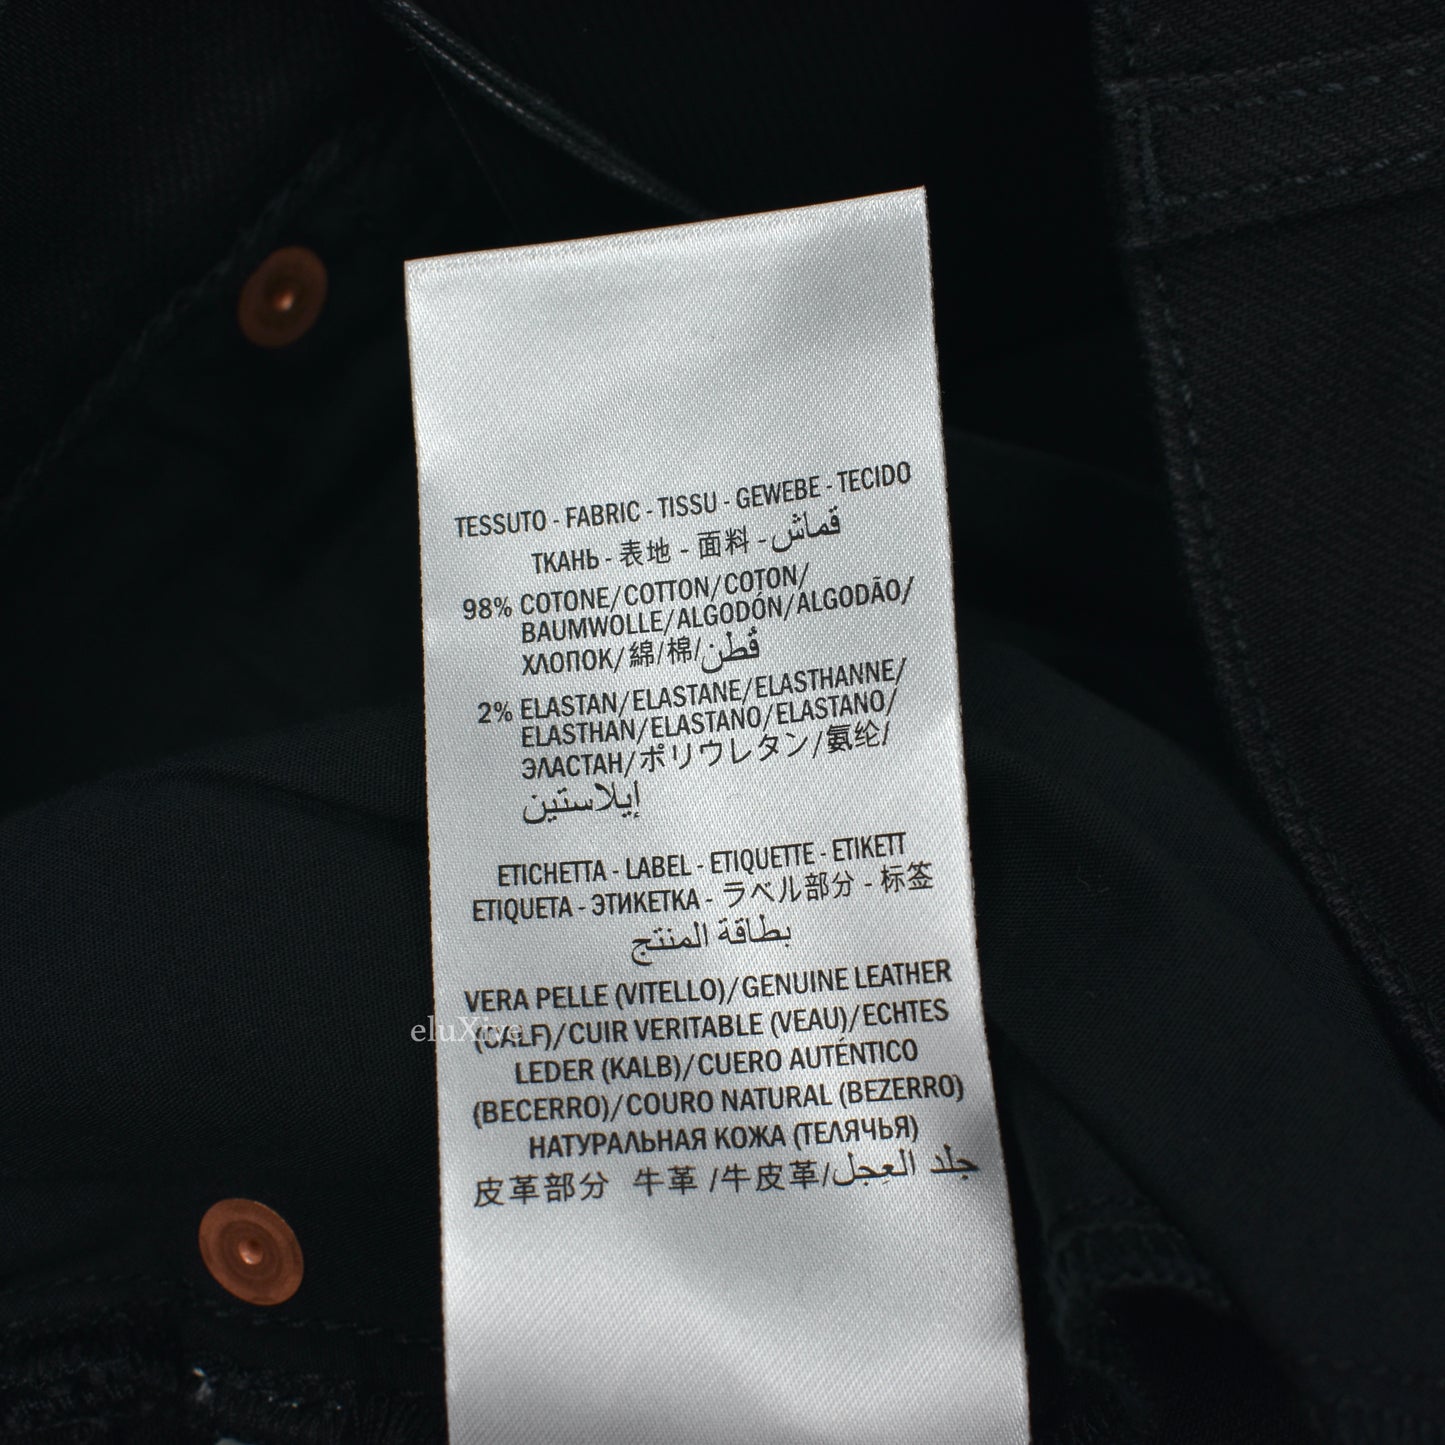 TESSUTO - FABRIC - TISSU - GEWEBE - TECIDO
ТКАНЬ - 表地 - 面料 - قماش
98% COTONE/COTTON/COTON/
BAUMWOLLE/ALGODÓN/ALGODÃO/
ХЛОПОК/綿/棉/قُطن
2% ELASTAN/ELASTANE/ELASTHANNE/
ELASTHAN/ELASTANO/ELASTANO/
ЭЛАСТАН/ポリウレタン/氨纶/
إيلاستين
ETICHETTA - LABEL - ETIQUETTE - ETIKETT
ETIQUETA - ЭТИКЕТКА - ラベル部分 - 标签
بطاقة المنتج
VERA PELLE (VITELLO)/GENUINE LEATHER
(CALF)/CUIR VERITABLE (VEAU)/ECHTES
LEDER (KALB)/CUERO AUTÉNTICO
(BECERRO)/COURO NATURAL (BEZERRO)
НАТУРАЛЬНАЯ КОЖА (ТЕЛЯЧЬЯ)
皮革部分 牛革 /牛皮革/جلد العِجل
eluXive